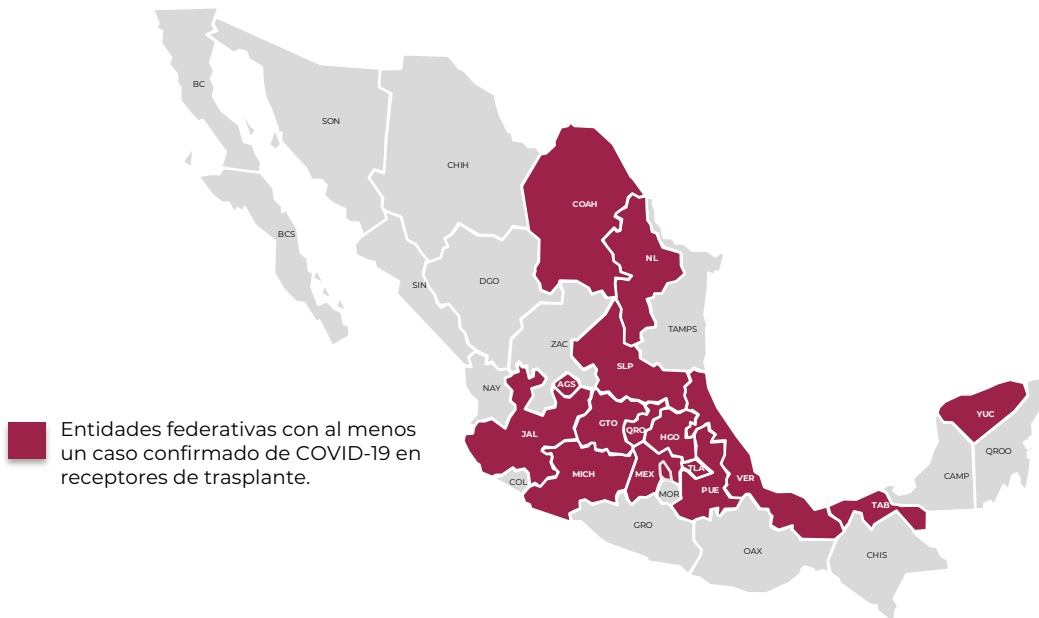 BC
SON
CHIH
COAH
BCS
NL
SIN
DGO
TAMPS
ZAC
SLP
NAY
AGS
YUC
Entidades federativas con al menos
un caso confirmado de COVID-19 en
receptores de trasplante.
JAL
GTO
QRO
HGO
QROO
COL
MICH
MEX
TLA
CAMP
MOR
PUE
VER
TAB
GRO
OAX
CHIS